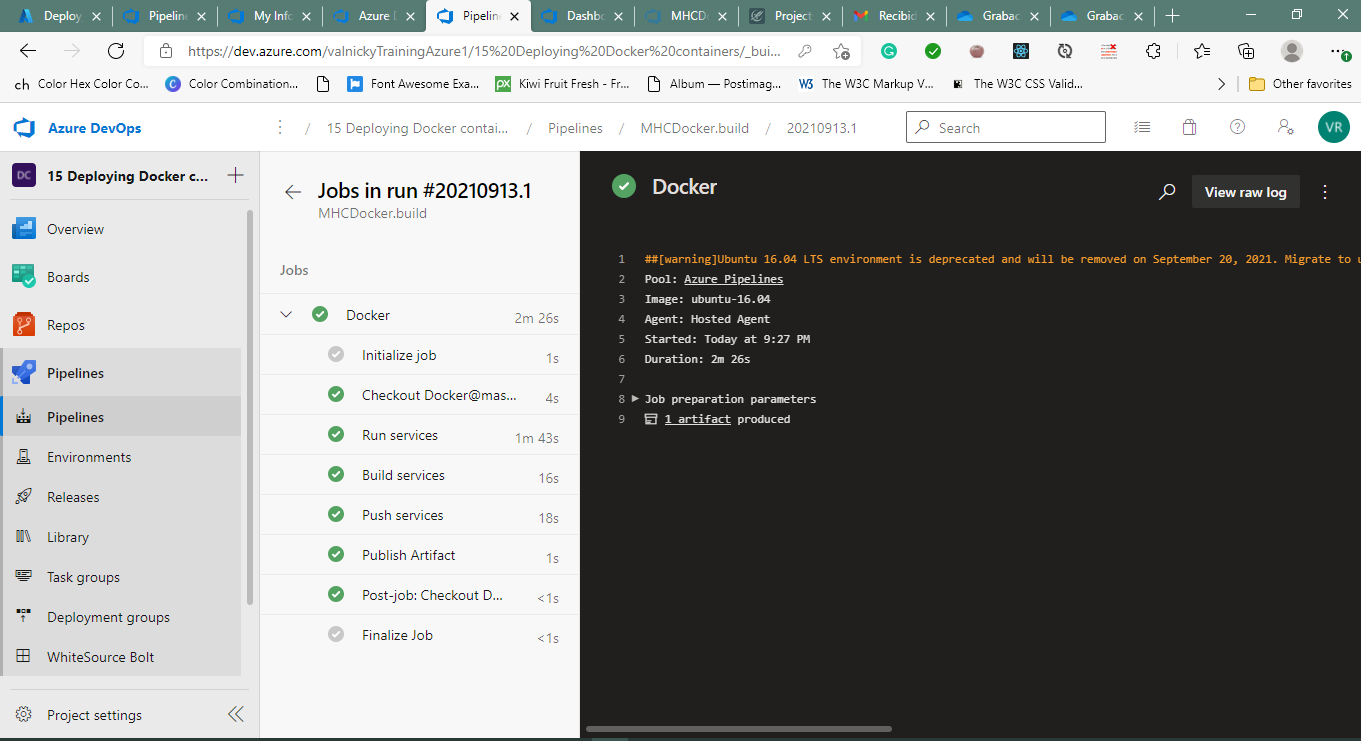 Deploy
Pipeline
My Info
Azure D
Pipelin
Dashbo
MHCD
Project
Recibid
Grabac
Grabac
https://dev.azure.com/valnickyTrainingAzure1/15%20Deploying%20Docker%20containers/_bui...
ch Color Hex Color Co...
C Color Combination...
Font Awesome Exa...
px Kiwi Fruit Fresh - Fr...
Album — Postimag...
W3 The W3C Markup V...
The W3C CSS Valid...
Other favorites
Azure DevOps
/ 15 Deploying Docker contai... / Pipelines / MHCDocker.build / 20210913.1
Search
VR
DC 15 Deploying Docker c...
Overview
Boards
Repos
Pipelines
Pipelines
Environments
Releases
Library
Task groups
Deployment groups
WhiteSource Bolt
Project settings
Jobs in run #20210913.1
MHCDocker.build
Jobs
Docker 2m 26s
Initialize job 1s
Checkout Docker@mas... 4s
Run services 1m 43s
Build services 16s
Push services 18s
Publish Artifact 1s
Post-job: Checkout D... <1s
Finalize Job <1s
Docker
View raw log
1 ##[warning]Ubuntu 16.04 LTS environment is deprecated and will be removed on September 20, 2021. Migrate to u
2 Pool: Azure Pipelines
3 Image: ubuntu-16.04
4 Agent: Hosted Agent
5 Started: Today at 9:27 PM
6 Duration: 2m 26s
7
8 Job preparation parameters
9 1 artifact produced